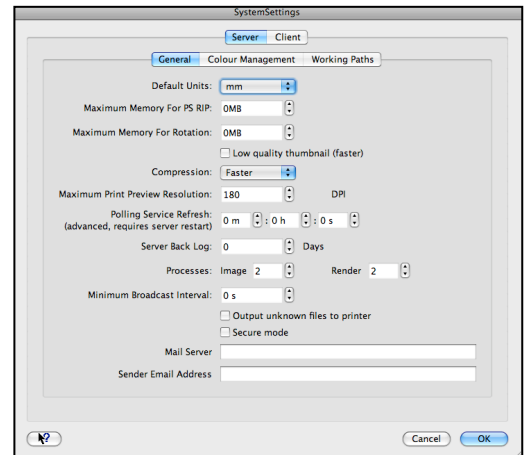 SystemSettings
Server Client
General Colour Management Working Paths
Default Units: mm
Maximum Memory For PS RIP: 0MB
Maximum Memory For Rotation: 0MB
Low quality thumbnail (faster)
Compression: Faster
Maximum Print Preview Resolution: 180 DPI
Polling Service Refresh:
(advanced, requires server restart) 0 m : 0 h : 0 s
Server Back Log: 0 Days
Processes: Image 2 Render 2
Minimum Broadcast Interval: 0 s
Output unknown files to printer
Secure mode
Mail Server
Sender Email Address
? Cancel OK